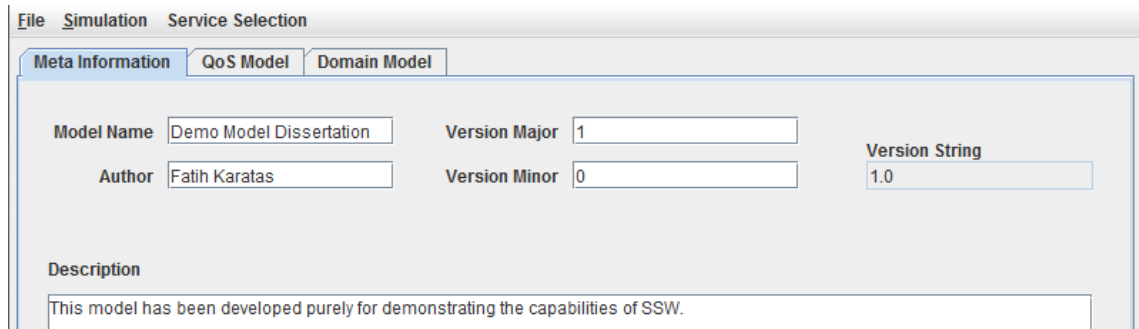 File Simulation Service Selection
Meta Information QoS Model Domain Model
Model Name Demo Model Dissertation Version Major 1
Version String
Author Fatih Karatas Version Minor 0 1.0
Description
This model has been developed purely for demonstrating the capabilities of SSW.